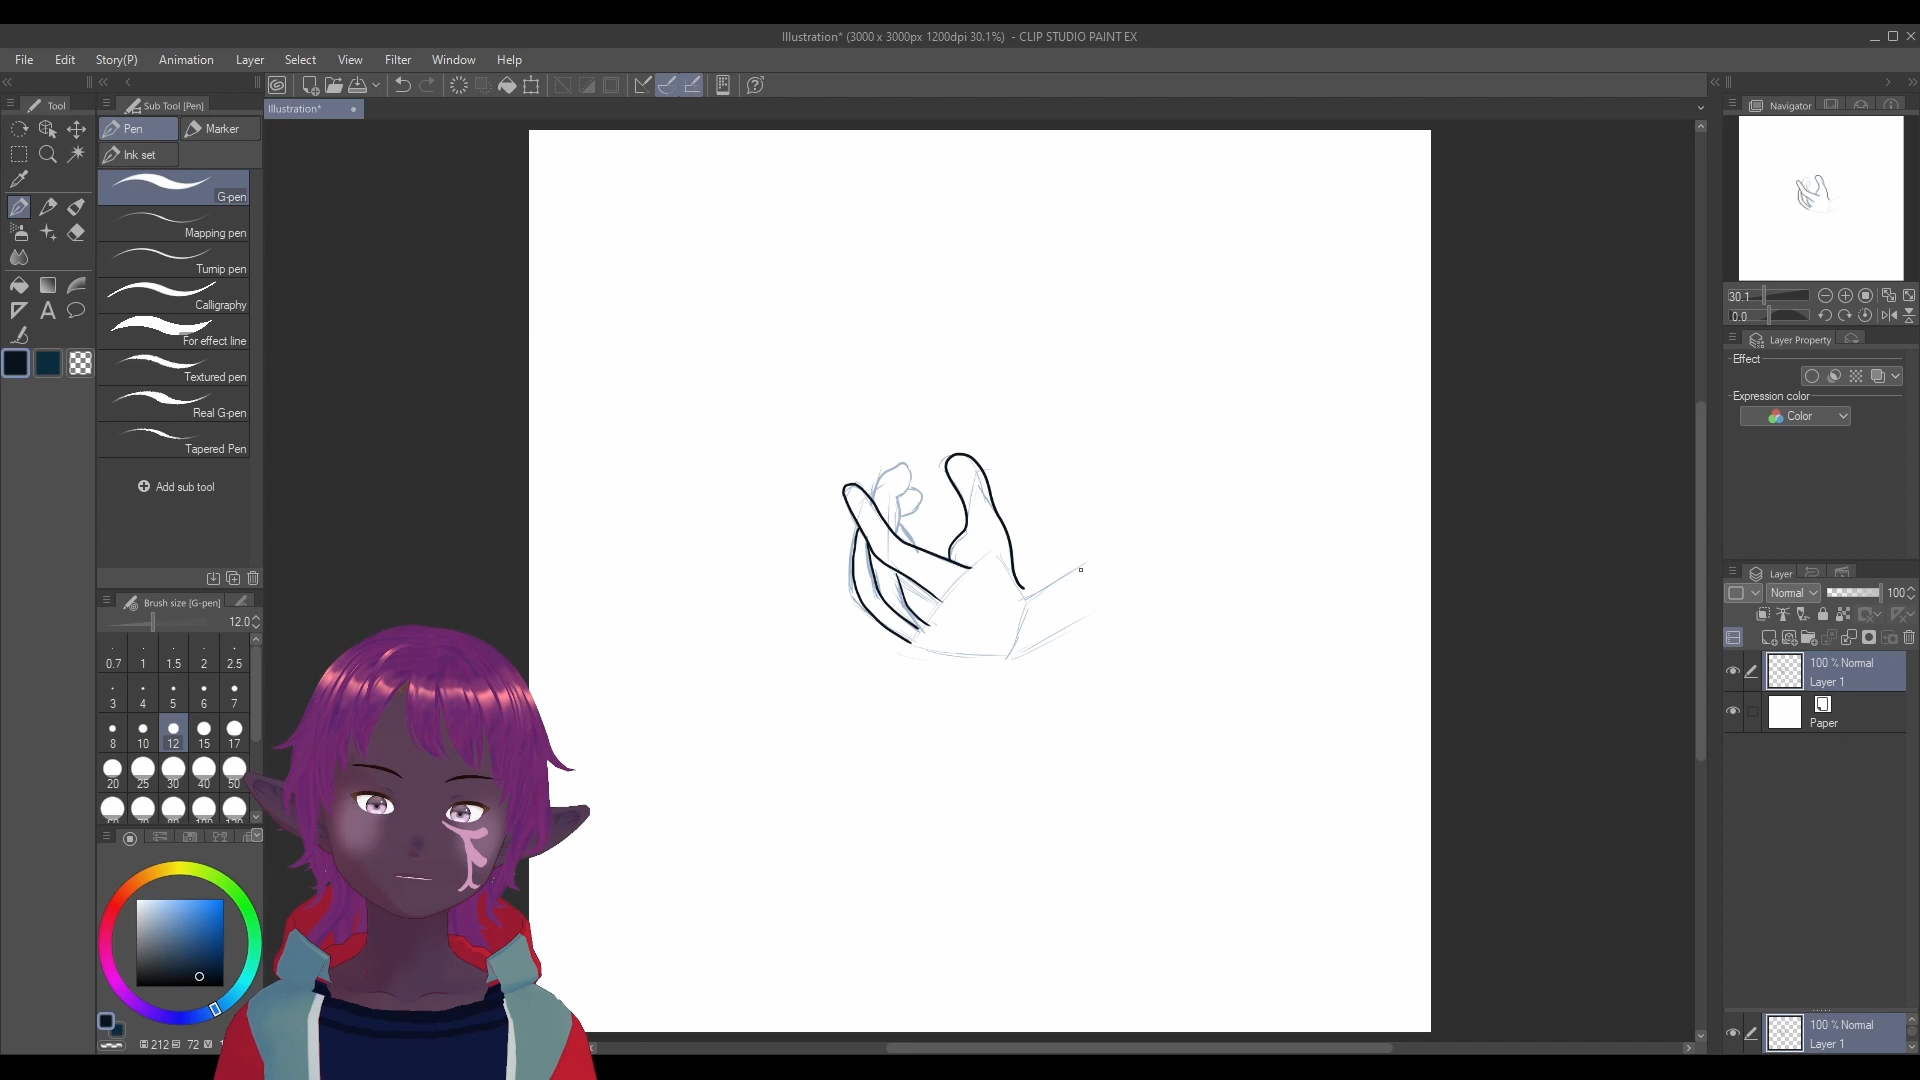 Illustration* (3000 x 3000px 1200dpi 30.1%) - CLIP STUDIO PAINT EX
File Edit Story(P) Animation Layer Select View Filter Window Help
Tool
Sub Tool [Pen]
Illustration*
Navigator
Pen
Marker
Ink set
G-pen
Mapping pen
Turnip pen
Calligraphy
For effect line
Textured pen
Real G-pen
Tapered Pen
Add sub tool
Brush size [G-pen]
12.0
0.7 1 1.5 2 2.5
3 4 5 6 7
8 10 12 15 17
20 25 30 40 50
212 72
30.1
0.0
Layer Property
Effect
Expression color
Color
Layer
Normal 100
100 % Normal
Layer 1
Paper
100 % Normal
Layer 1